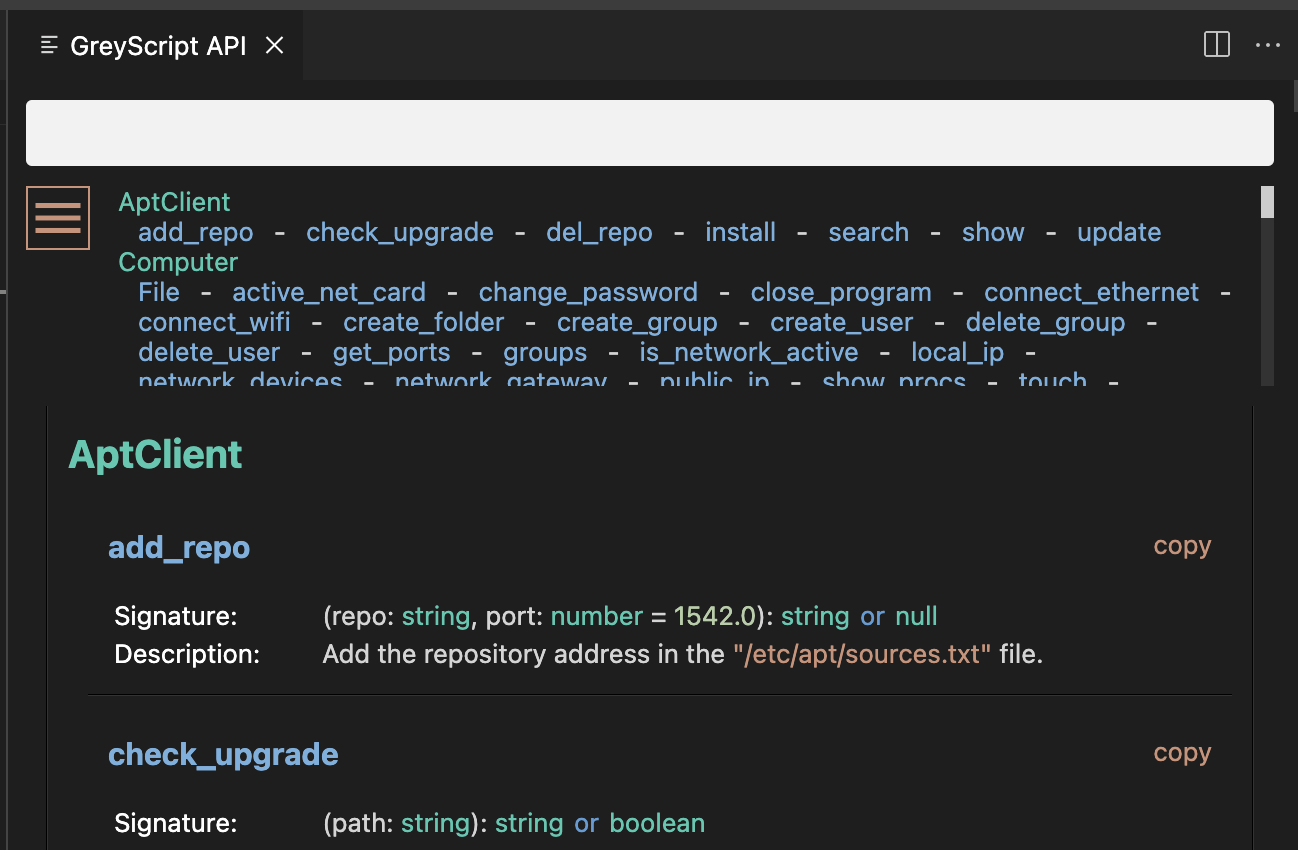 GreyScript API
AptClient
add_repo - check_upgrade - del_repo - install - search - show - update
Computer
File - active_net_card - change_password - close_program - connect_ethernet -
connect_wifi - create_folder - create_group - create_user - delete_group -
delete_user - get_ports - groups - is_network_active - local_ip -
network_devices - network_gateway - public_ip - show_procs - touch -
AptClient
add_repo copy
Signature: (repo: string, port: number = 1542.0): string or null
Description: Add the repository address in the "/etc/apt/sources.txt" file.
check_upgrade copy
Signature: (path: string): string or boolean